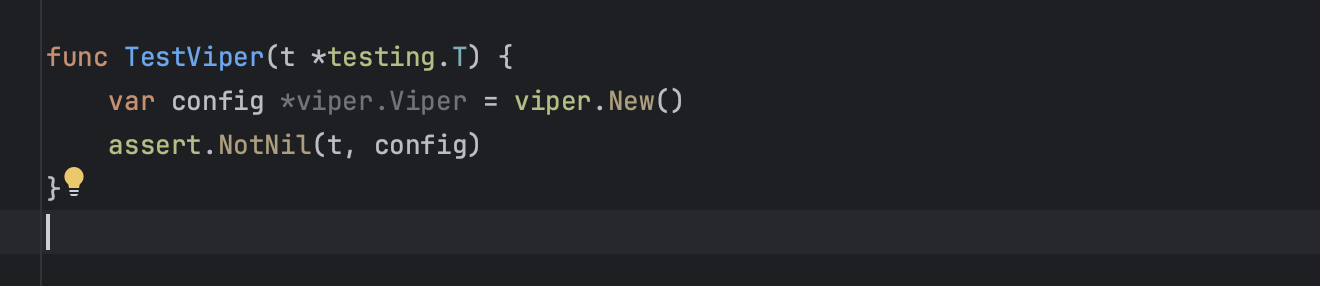 func TestViper(t *testing.T) {
    var config *viper.Viper = viper.New()
    assert.NotNil(t, config)
}